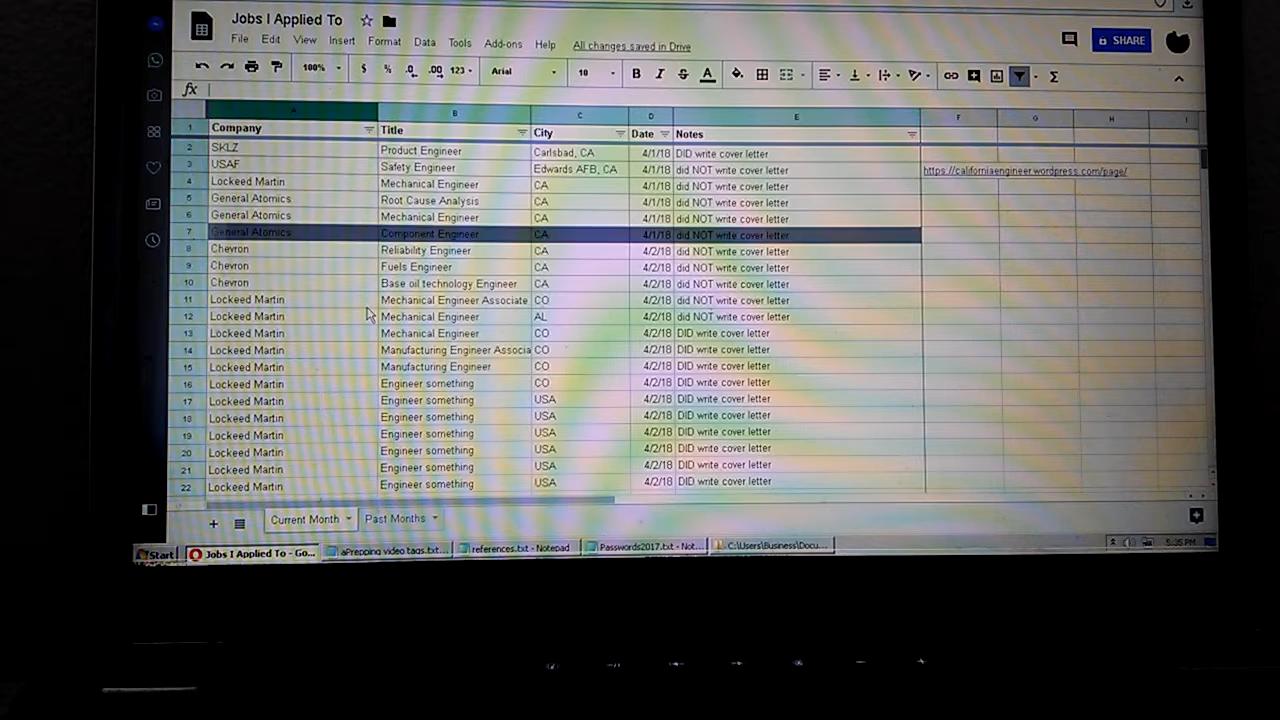 Jobs I Applied To
File Edit View Insert Format Data Tools Add-ons Help All changes saved in Drive
SHARE
100% $ % .0 .00 123 Arial 10 B I S A Σ
fx
A B C D E F G H I
1 Company Title City Date Notes
2 SKLZ Product Engineer Carlsbad, CA 4/1/18 DID write cover letter
3 USAF Safety Engineer Edwards AFB, CA 4/1/18 did NOT write cover letter https://californiaengineer.wordpress.com/page/
4 Lockeed Martin Mechanical Engineer CA 4/1/18 did NOT write cover letter
5 General Atomics Root Cause Analysis CA 4/1/18 did NOT write cover letter
6 General Atomics Mechanical Engineer CA 4/1/18 did NOT write cover letter
7 General Atomics Component Engineer CA 4/1/18 did NOT write cover letter
8 Chevron Reliability Engineer CA 4/2/18 did NOT write cover letter
9 Chevron Fuels Engineer CA 4/2/18 did NOT write cover letter
10 Chevron Base oil technology Engineer CA 4/2/18 did NOT write cover letter
11 Lockeed Martin Mechanical Engineer Associate CO 4/2/18 did NOT write cover letter
12 Lockeed Martin Mechanical Engineer AL 4/2/18 did NOT write cover letter
13 Lockeed Martin Mechanical Engineer CO 4/2/18 DID write cover letter
14 Lockeed Martin Manufacturing Engineer Associa CO 4/2/18 DID write cover letter
15 Lockeed Martin Manufacturing Engineer CO 4/2/18 DID write cover letter
16 Lockeed Martin Engineer something CO 4/2/18 DID write cover letter
17 Lockeed Martin Engineer something USA 4/2/18 DID write cover letter
18 Lockeed Martin Engineer something USA 4/2/18 DID write cover letter
19 Lockeed Martin Engineer something USA 4/2/18 DID write cover letter
20 Lockeed Martin Engineer something USA 4/2/18 DID write cover letter
21 Lockeed Martin Engineer something USA 4/2/18 DID write cover letter
22 Lockeed Martin Engineer something USA 4/2/18 DID write cover letter
Current Month Past Months
Start Jobs I Applied To - Go... aPrepping video tags.txt... references.txt - Notepad Passwords2017.txt - Not... C:\Users\Business\Docu... 5:35 PM